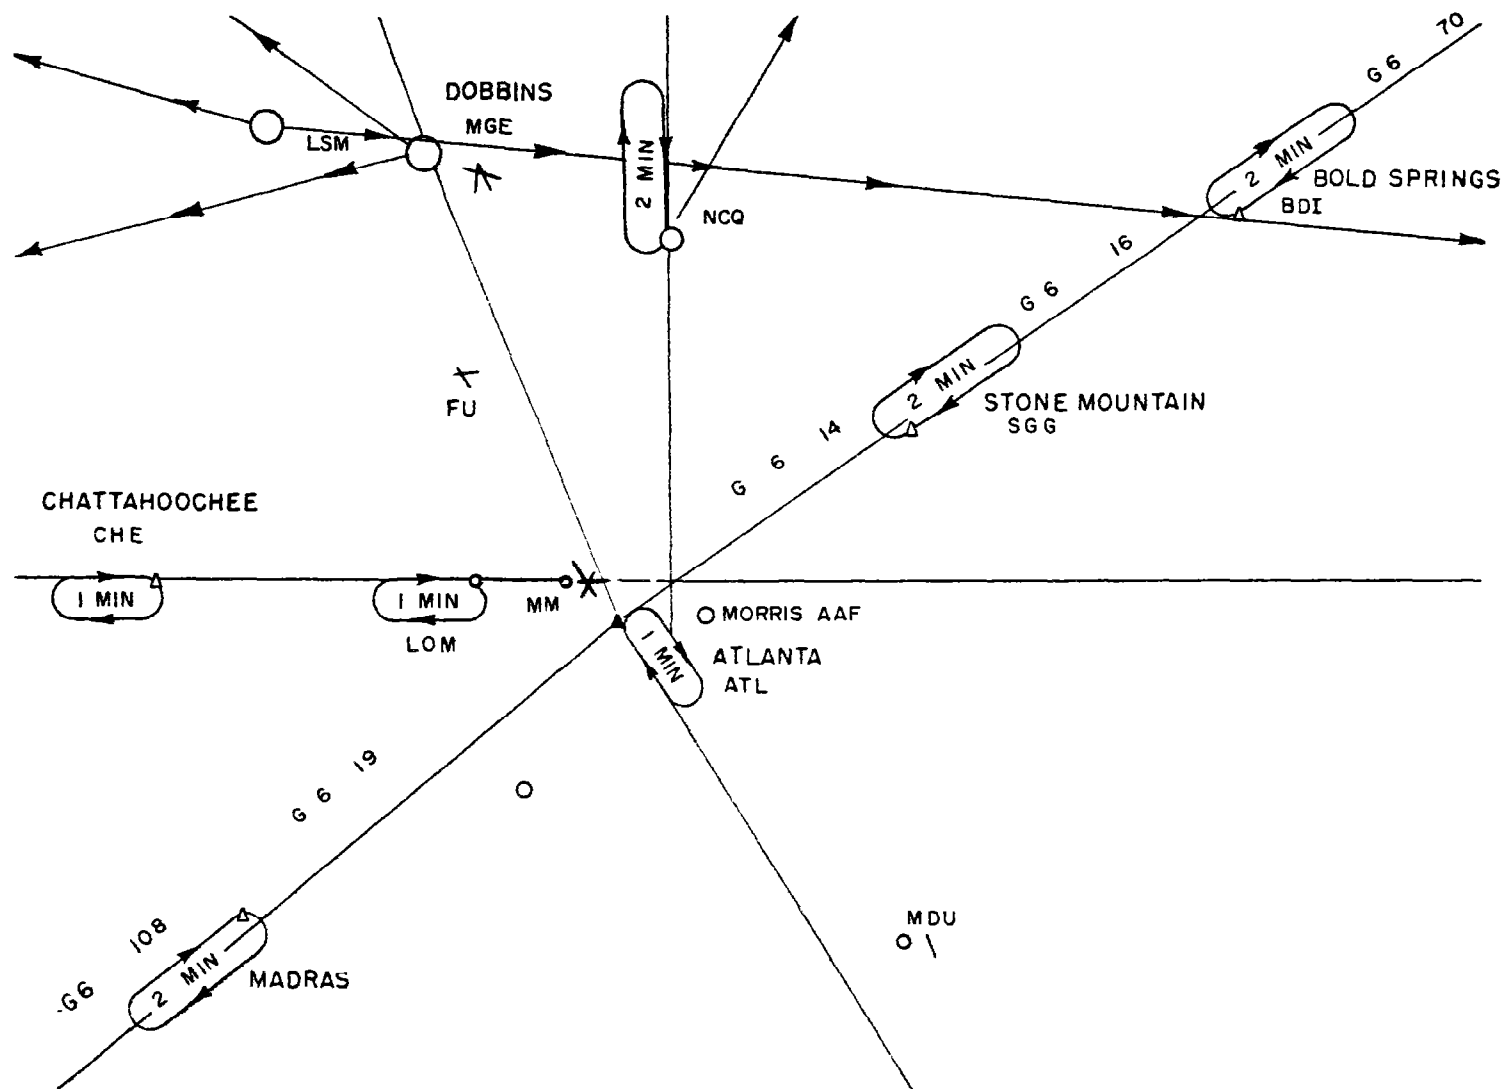 70
G 6
DOBBINS
MGE
LSM
2 MIN
2 MIN
BOLD SPRINGS
BDI
NCQ
16
G 6
FU
2 MIN
STONE MOUNTAIN
SGG
14
6
G
CHATTAHOOCHEE
CHE
1 MIN
1 MIN
MM
LOM
MORRIS AAF
1 MIN
ATLANTA
ATL
19
6
G
MDU
108
G6
2 MIN
MADRAS